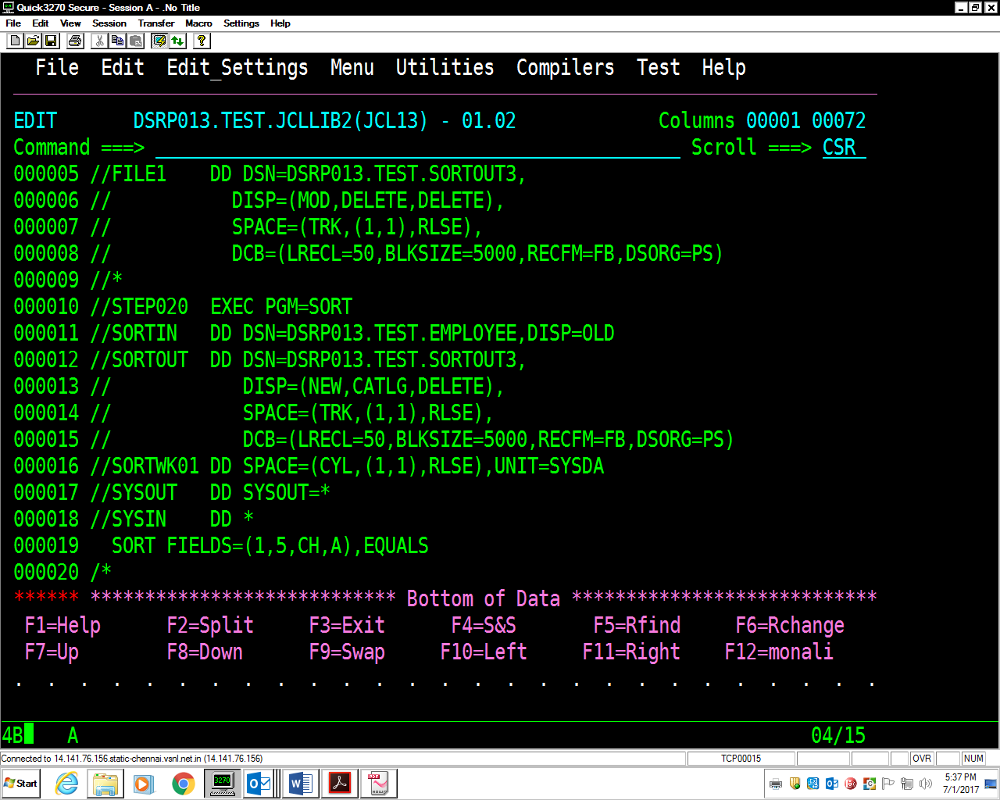 Quick3270 Secure - Session A - .No Title
File Edit View Session Transfer Macro Settings Help
File Edit Edit_Settings Menu Utilities Compilers Test Help
EDIT DSRP013.TEST.JCLLIB2(JCL13) - 01.02 Columns 00001 00072
Command ===> Scroll ===> CSR
000005 //FILE1    DD DSN=DSRP013.TEST.SORTOUT3,
000006 //           DISP=(MOD,DELETE,DELETE),
000007 //           SPACE=(TRK,(1,1),RLSE),
000008 //           DCB=(LRECL=50,BLKSIZE=5000,RECFM=FB,DSORG=PS)
000009 //*
000010 //STEP020  EXEC PGM=SORT
000011 //SORTIN   DD DSN=DSRP013.TEST.EMPLOYEE,DISP=OLD
000012 //SORTOUT  DD DSN=DSRP013.TEST.SORTOUT3,
000013 //            DISP=(NEW,CATLG,DELETE),
000014 //            SPACE=(TRK,(1,1),RLSE),
000015 //            DCB=(LRECL=50,BLKSIZE=5000,RECFM=FB,DSORG=PS)
000016 //SORTWK01 DD SPACE=(CYL,(1,1),RLSE),UNIT=SYSDA
000017 //SYSOUT   DD SYSOUT=*
000018 //SYSIN    DD *
000019   SORT FIELDS=(1,5,CH,A),EQUALS
000020 /*
****** **************************** Bottom of Data ****************************
F1=Help F2=Split F3=Exit F4=S&S F5=Rfind F6=Rchange
F7=Up F8=Down F9=Swap F10=Left F11=Right F12=monali
. . . . . . . . . . . . . . . . . . . . . . . . . . .
4B A 04/15
Connected to 14.141.76.156.static-chennai.vsnl.net.in (14.141.76.156) TCP00015 OVR NUM
Start 3270 5:37 PM
7/1/2017